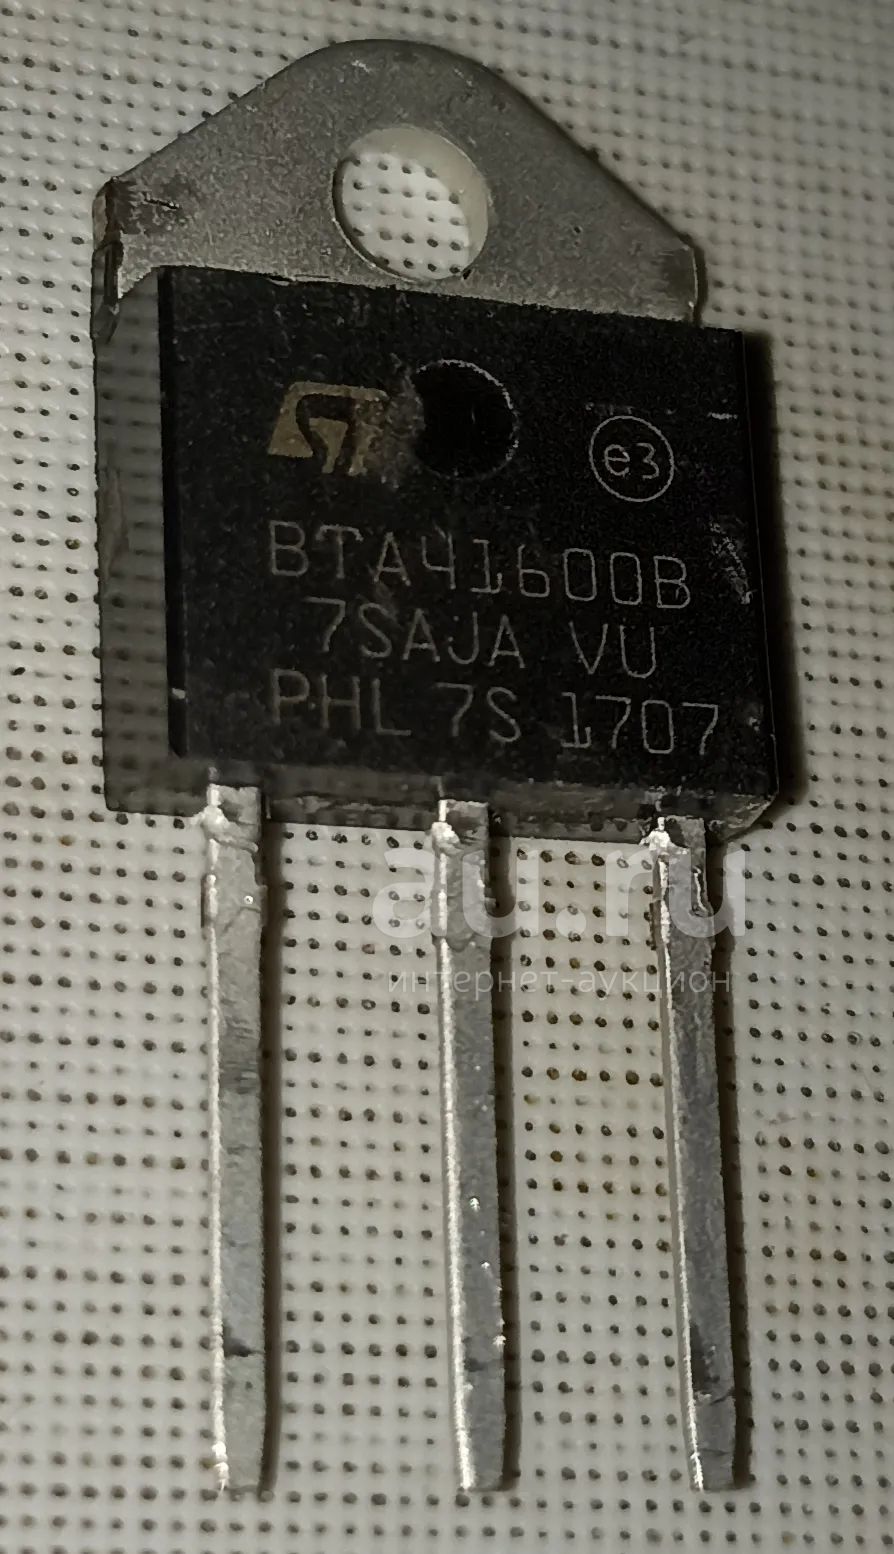 ST
e3
BTA41600B
7SAJA VU
PHL 7S 1707
au.ru
интернет-аукцион